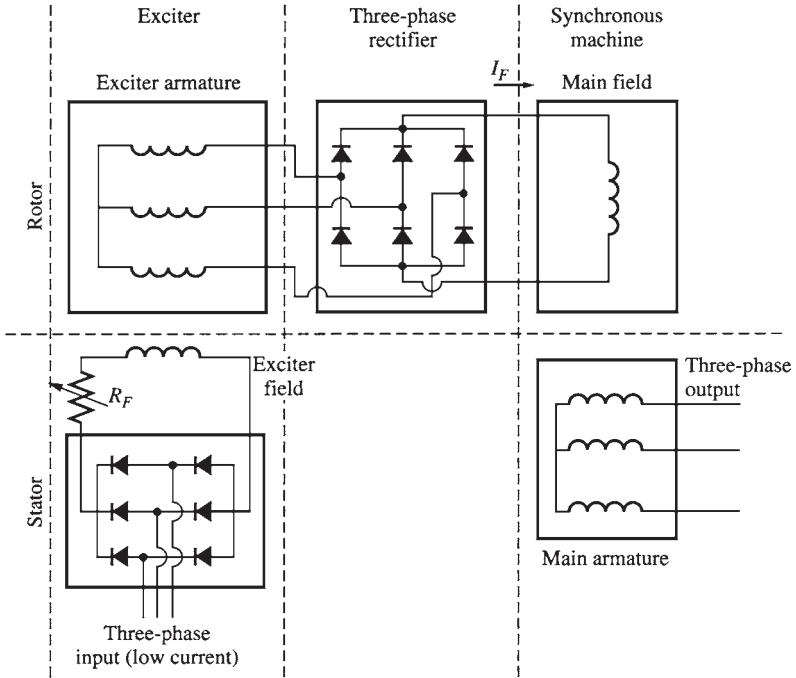 Exciter
Three-phase
rectifier
Synchronous
machine
Exciter armature
I_F
Main field
Rotor
Exciter
field
R_F
Three-phase
output
Stator
Main armature
Three-phase
input (low current)